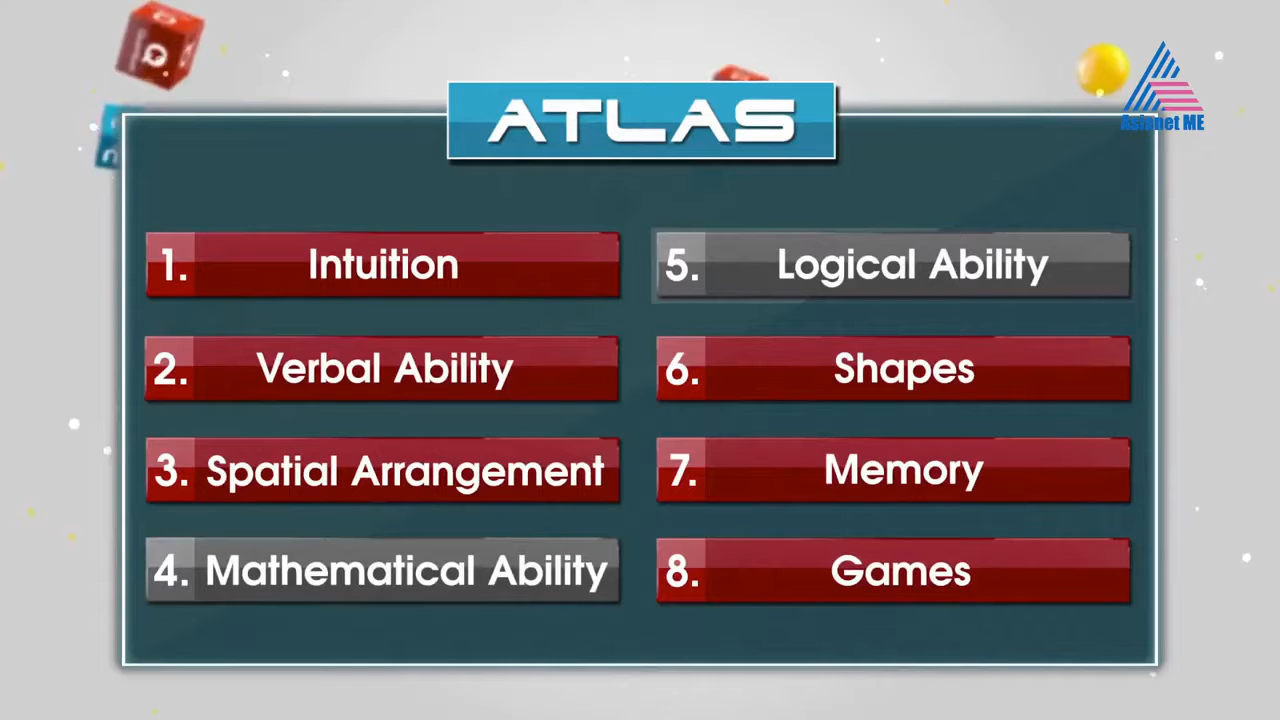 ATLAS
Asianet ME
1. Intuition
2. Verbal Ability
3. Spatial Arrangement
4. Mathematical Ability
5. Logical Ability
6. Shapes
7. Memory
8. Games